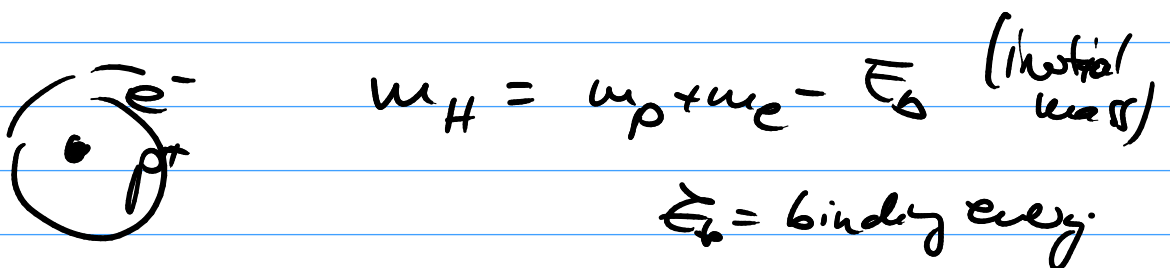 e⁻
p⁺
m_H = m_p + m_e - E_b (inertial mass)
E_b = binding energy.